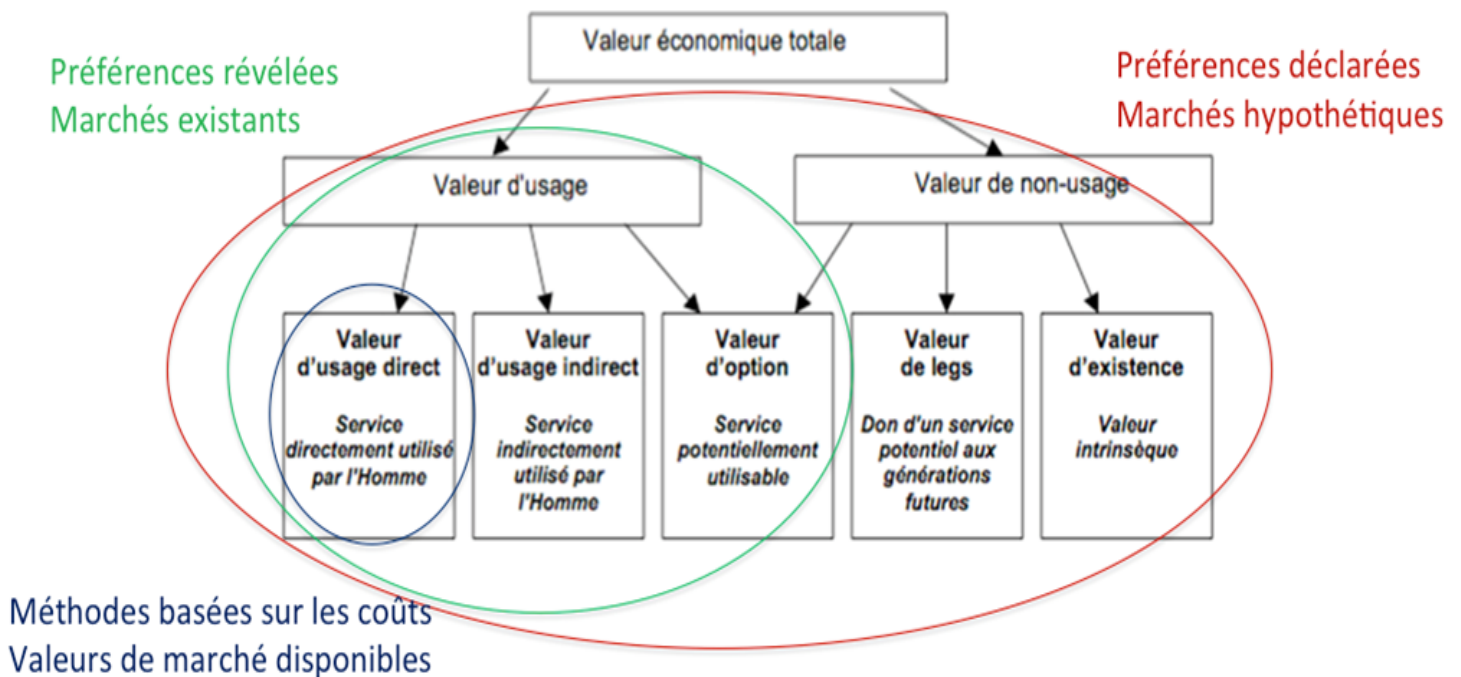 Valeur économique totale
Préférences révélées
Marchés existants
Préférences déclarées
Marchés hypothétiques
Valeur d'usage
Valeur de non-usage
Valeur
d'usage direct
Service
directement utilisé
par l'Homme
Valeur
d'usage indirect
Service
indirectement
utilisé par
l'Homme
Valeur
d'option
Service
potentiellement
utilisable
Valeur
de legs
Don d'un service
potentiel aux
générations
futures
Valeur
d'existence
Valeur
intrinsèque
Méthodes basées sur les coûts
Valeurs de marché disponibles